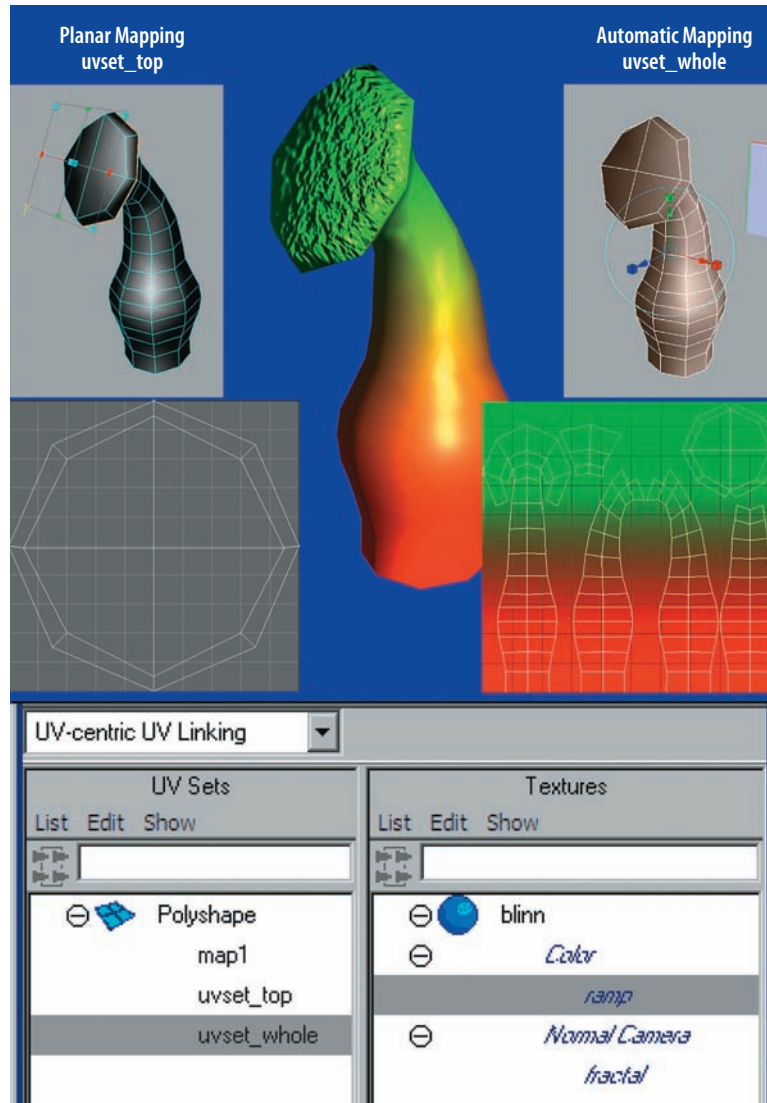 Planar Mapping
uvset_top
Automatic Mapping
uvset_whole
UV-centric UV Linking
UV Sets
List Edit Show
Polyshape
map1
uvset_top
uvset_whole
Textures
List Edit Show
blinn
Color
ramp
Normal Camera
fractal